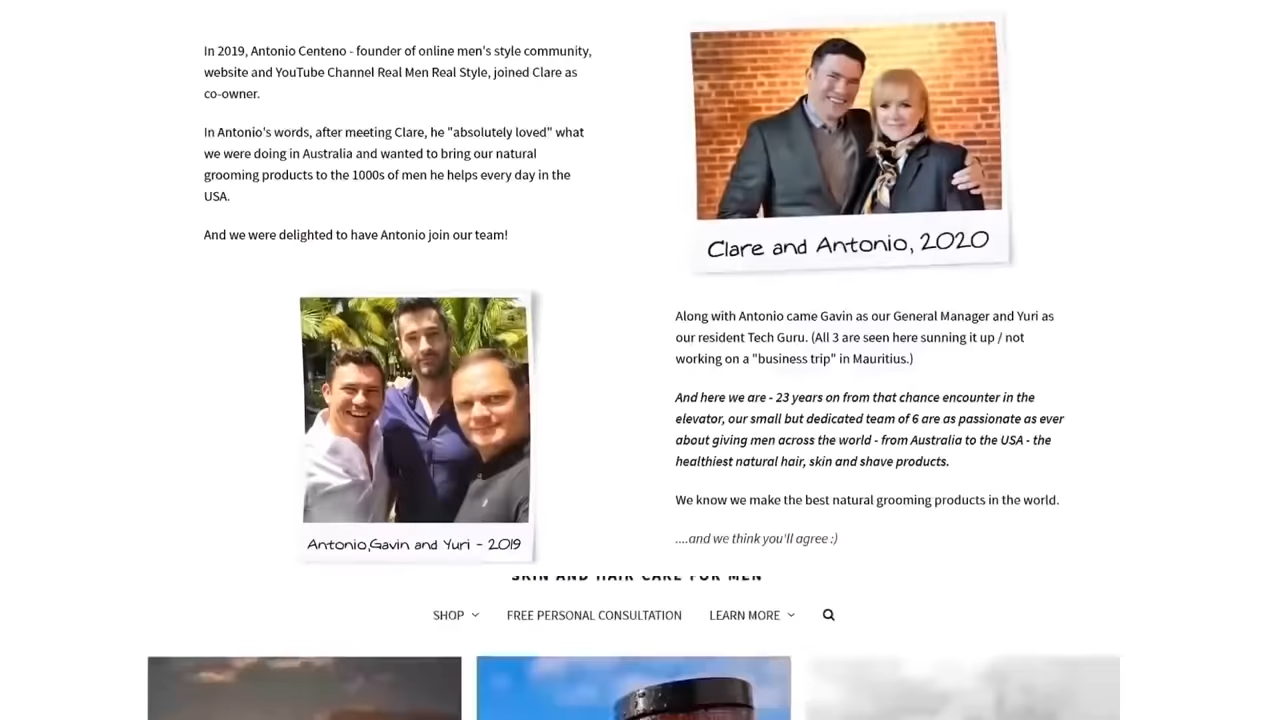 In 2019, Antonio Centeno - founder of online men's style community,
website and YouTube Channel Real Men Real Style, joined Clare as
co-owner.
In Antonio's words, after meeting Clare, he "absolutely loved" what
we were doing in Australia and wanted to bring our natural
grooming products to the 1000s of men he helps every day in the
USA.
And we were delighted to have Antonio join our team!
Clare and Antonio, 2020
Antonio,Gavin and Yuri - 2019
Along with Antonio came Gavin as our General Manager and Yuri as
our resident Tech Guru. (All 3 are seen here sunning it up / not
working on a "business trip" in Mauritius.)
And here we are - 23 years on from that chance encounter in the
elevator, our small but dedicated team of 6 are as passionate as ever
about giving men across the world - from Australia to the USA - the
healthiest natural hair, skin and shave products.
We know we make the best natural grooming products in the world.
....and we think you'll agree :)
SKIN AND HAIR CARE FOR MEN
SHOP FREE PERSONAL CONSULTATION LEARN MORE